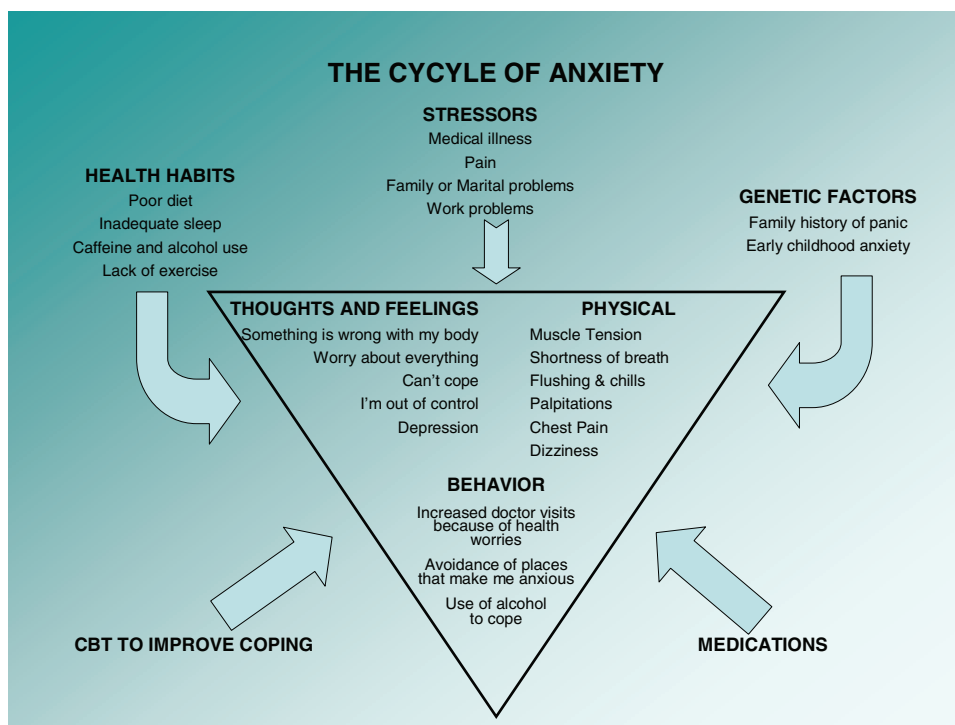 THE CYCYLE OF ANXIETY
STRESSORS
Medical illness
Pain
Family or Marital problems
Work problems
HEALTH HABITS
Poor diet
Inadequate sleep
Caffeine and alcohol use
Lack of exercise
GENETIC FACTORS
Family history of panic
Early childhood anxiety
THOUGHTS AND FEELINGS
Something is wrong with my body
Worry about everything
Can't cope
I'm out of control
Depression
PHYSICAL
Muscle Tension
Shortness of breath
Flushing & chills
Palpitations
Chest Pain
Dizziness
BEHAVIOR
Increased doctor visits
because of health
worries
Avoidance of places
that make me anxious
Use of alcohol
to cope
CBT TO IMPROVE COPING
MEDICATIONS